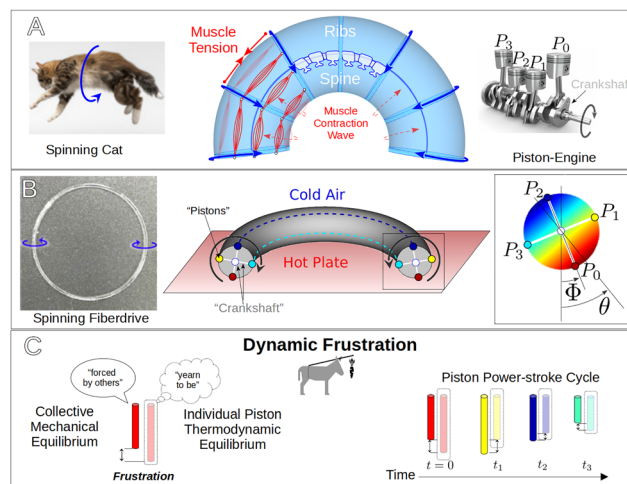 A
Muscle
Tension
Ribs
Spine
Muscle
Contraction
Wave
Spinning Cat
P3
P2
P1
P0
Crankshaft
Piston-Engine
B
Cold Air
"Pistons"
Hot Plate
"Crankshaft"
Spinning Fiberdrive
P2
P1
P3
P0
Φ
θ
C
Dynamic Frustration
"forced
by others"
"yearn
to be"
Collective
Mechanical
Equilibrium
Individual Piston
Thermodynamic
Equilibrium
Frustration
Piston Power-stroke Cycle
t = 0
t1
t2
t3
Time